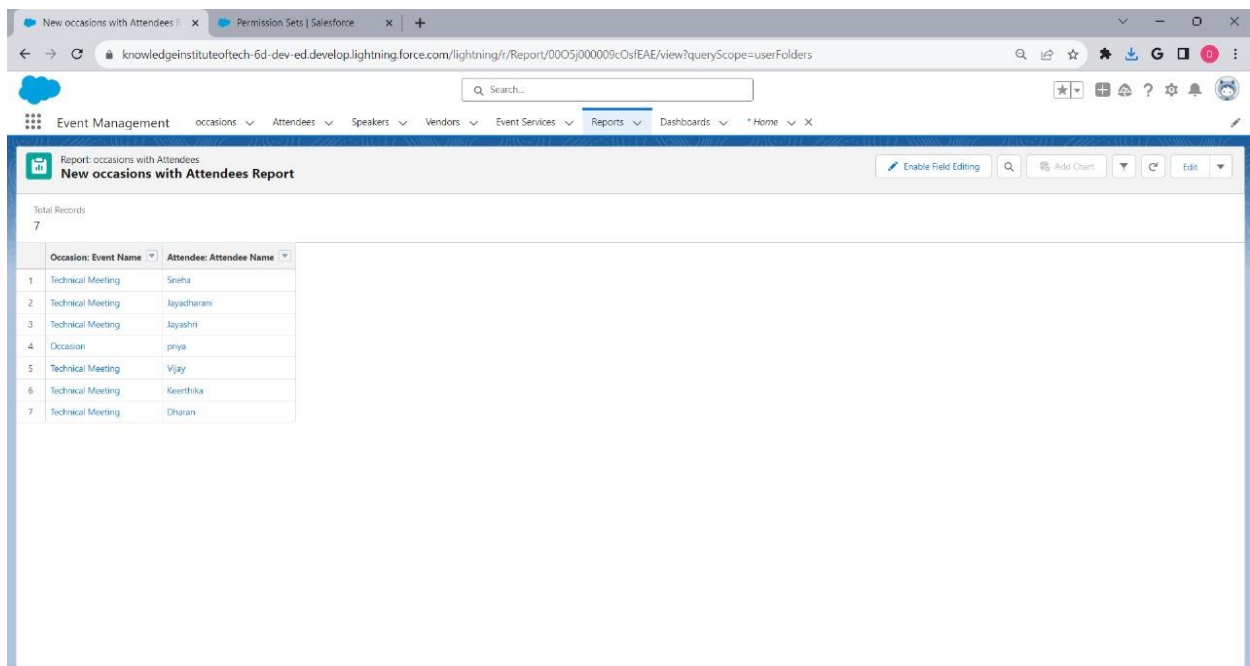 New occasions with Attendees R
Permission Sets | Salesforce
knowledgeinstituteoftech-6d-dev-ed.develop.lightning.force.com/lightning/r/Report/00O5j000009cOsfEAE/view?queryScope=userFolders
G
D
Search...
Event Management occasions Attendees Speakers Vendors Event Services Reports Dashboards * Home
Report: occasions with Attendees
New occasions with Attendees Report
Enable Field Editing
Add Chart
Edit
Total Records
7
Occasion: Event Name Attendee: Attendee Name
1 Technical Meeting Sneha
2 Technical Meeting Jayadharani
3 Technical Meeting Jayashri
4 Occasion priya
5 Technical Meeting Vijay
6 Technical Meeting Keerthika
7 Technical Meeting Dharan